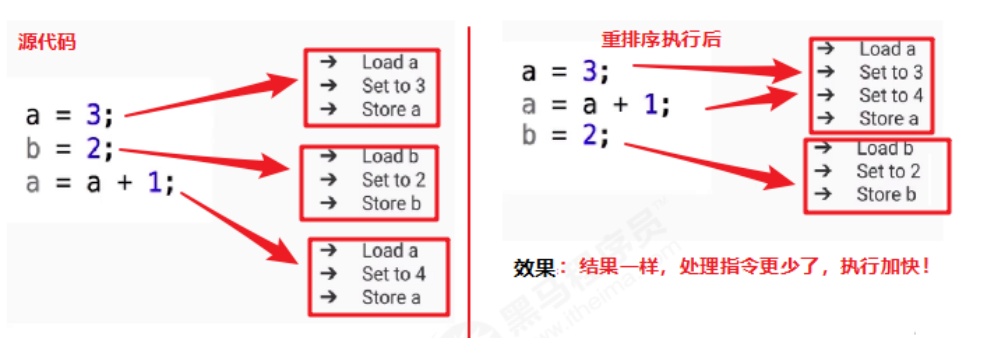 源代码
a = 3;
b = 2;
a = a + 1;
→ Load a
→ Set to 3
→ Store a
→ Load b
→ Set to 2
→ Store b
→ Load a
→ Set to 4
→ Store a
重排序执行后
a = 3;
a = a + 1;
b = 2;
→ Load a
→ Set to 3
→ Set to 4
→ Store a
→ Load b
→ Set to 2
→ Store b
效果：结果一样，处理指令更少了，执行加快！
黑马程序员
www.itheima.com